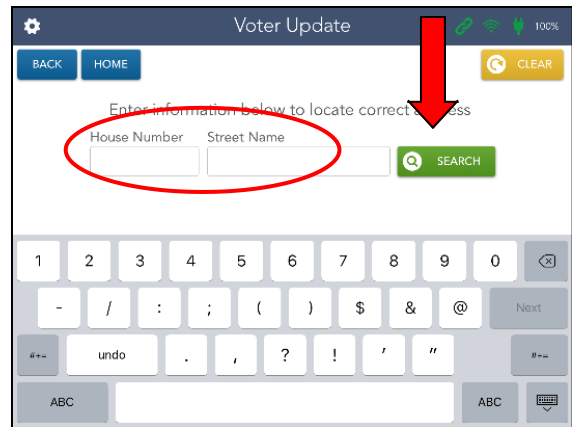 Voter Update 100%
BACK HOME CLEAR
Enter information below to locate correct address
House Number Street Name
SEARCH
1 2 3 4 5 6 7 8 9 0
- / : ; ( ) $ & @ Next
#+= undo . , ? ! ' " #+=
ABC ABC